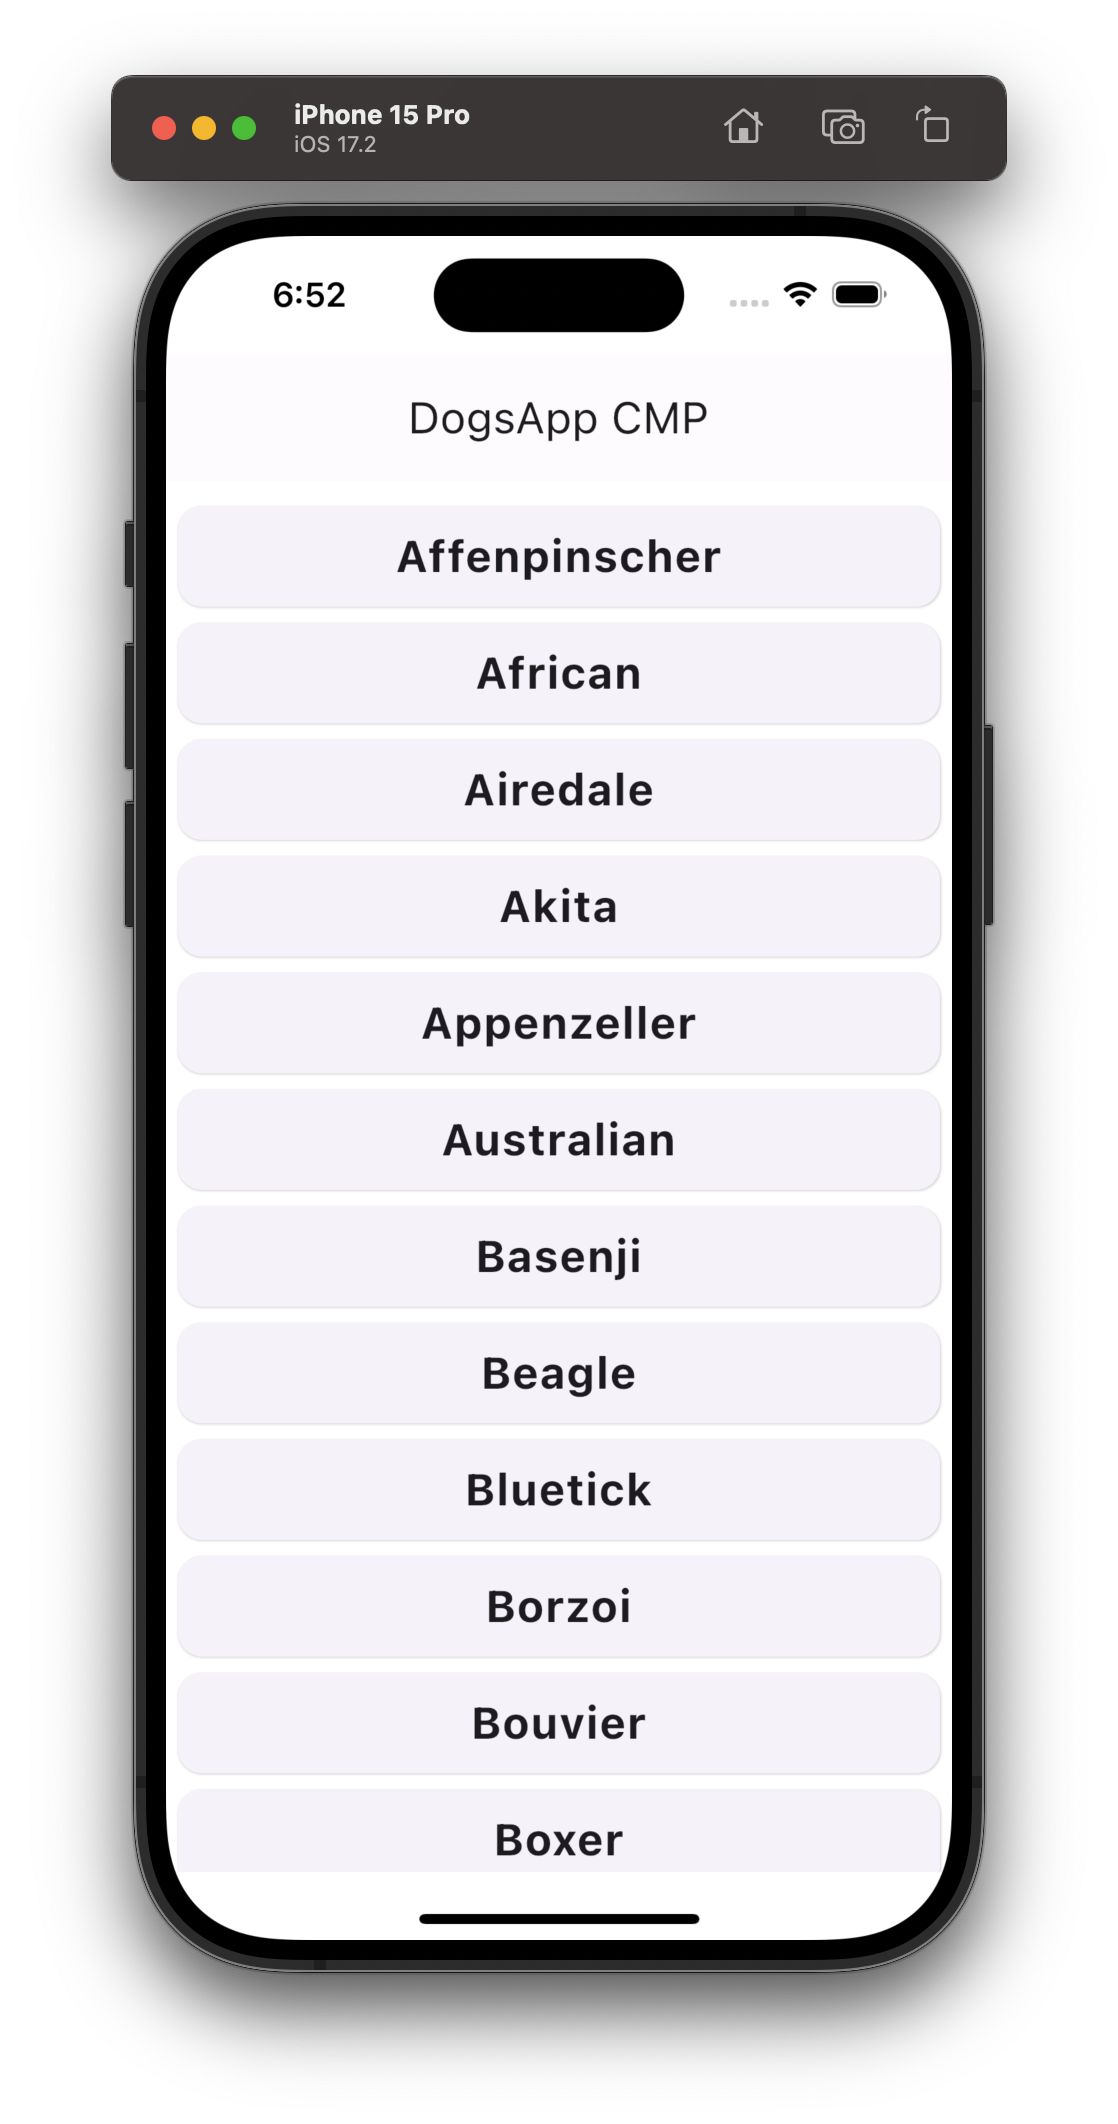 iPhone 15 Pro
iOS 17.2
6:52
DogsApp CMP
Affenpinscher
African
Airedale
Akita
Appenzeller
Australian
Basenji
Beagle
Bluetick
Borzoi
Bouvier
Boxer